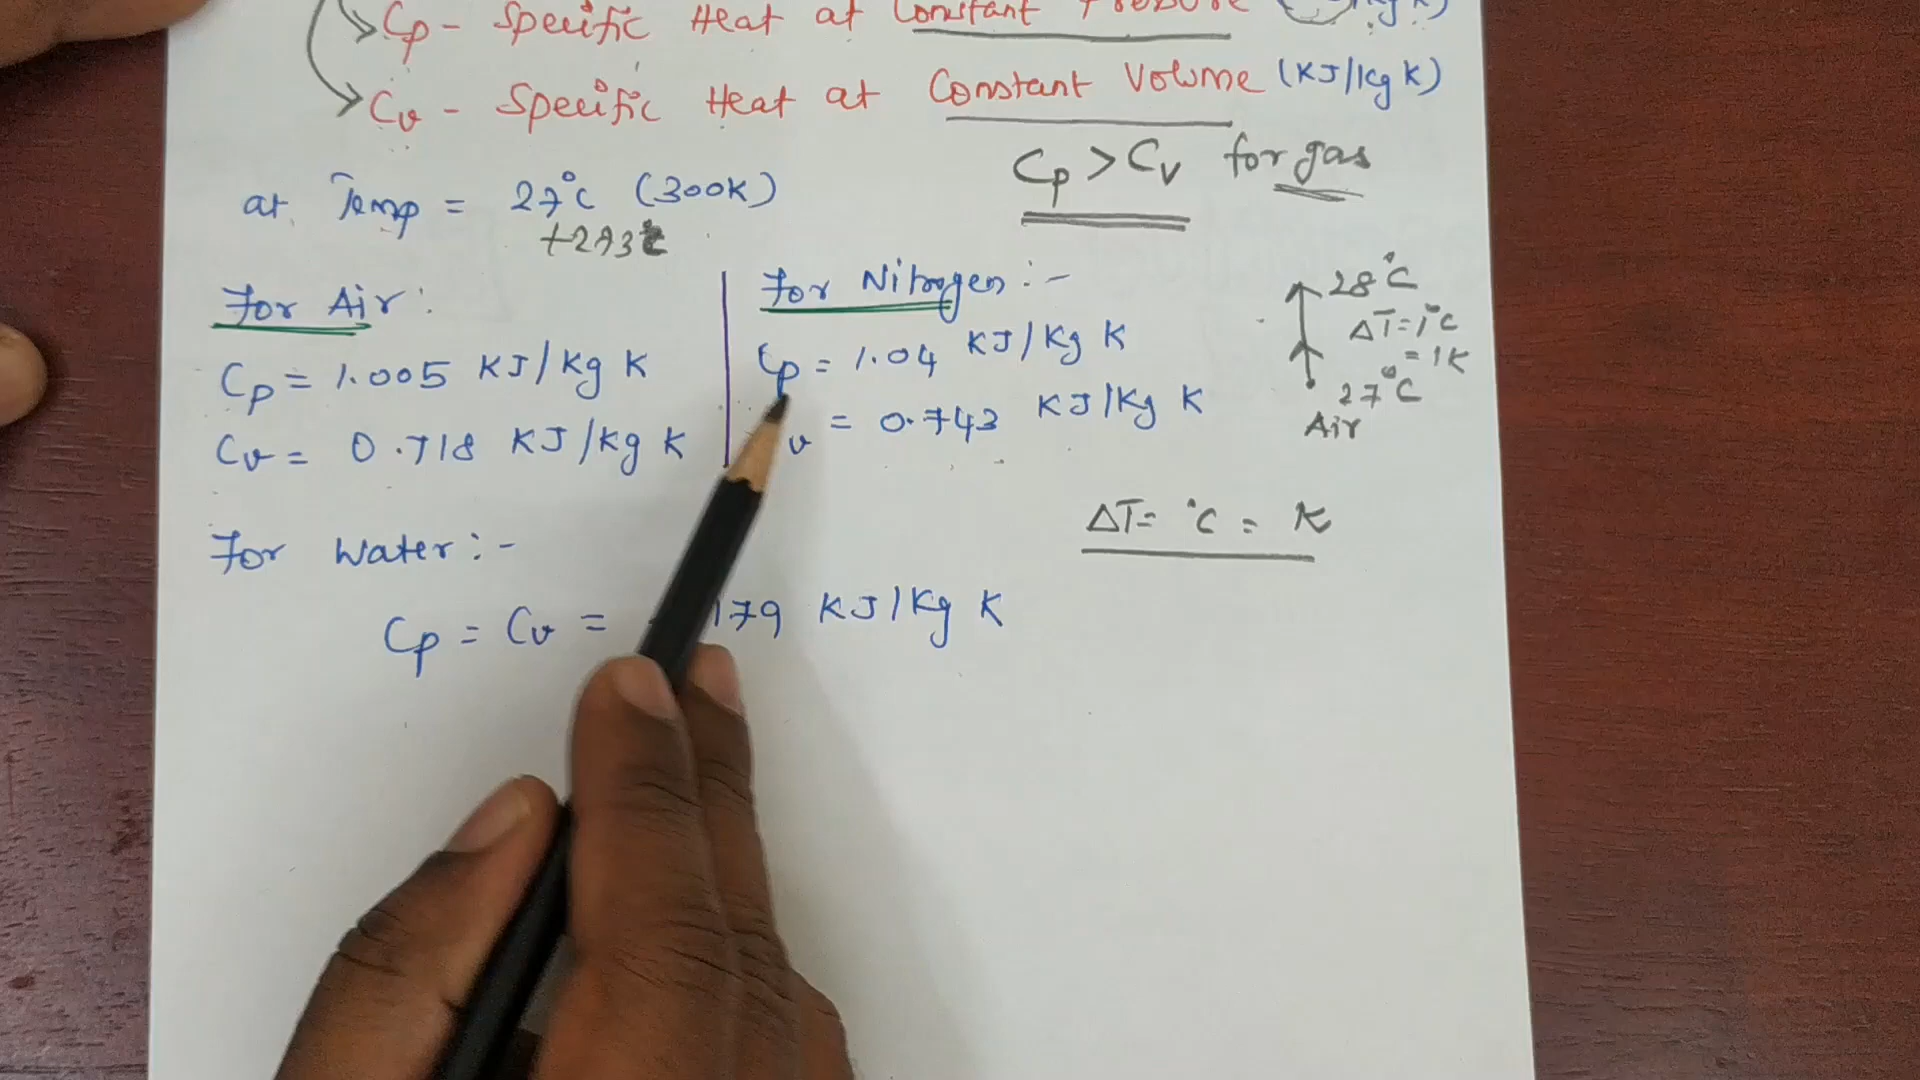 Cp - Specific Heat at Constant
Cv - Specific Heat at Constant Volume (KJ/kg K)
Cp > Cv for gas
at Temp = 27°C (300K)
+273
For Air:
Cp = 1.005 KJ/kg K
Cv = 0.718 KJ/kg K
For Nitrogen:-
Cp = 1.04 KJ/Kg K
v = 0.743 KJ/Kg K
28°C
ΔT=1°C
= 1K
27°C
Air
ΔT= °C = K
For Water:-
Cp = Cv = 179 KJ/Kg K